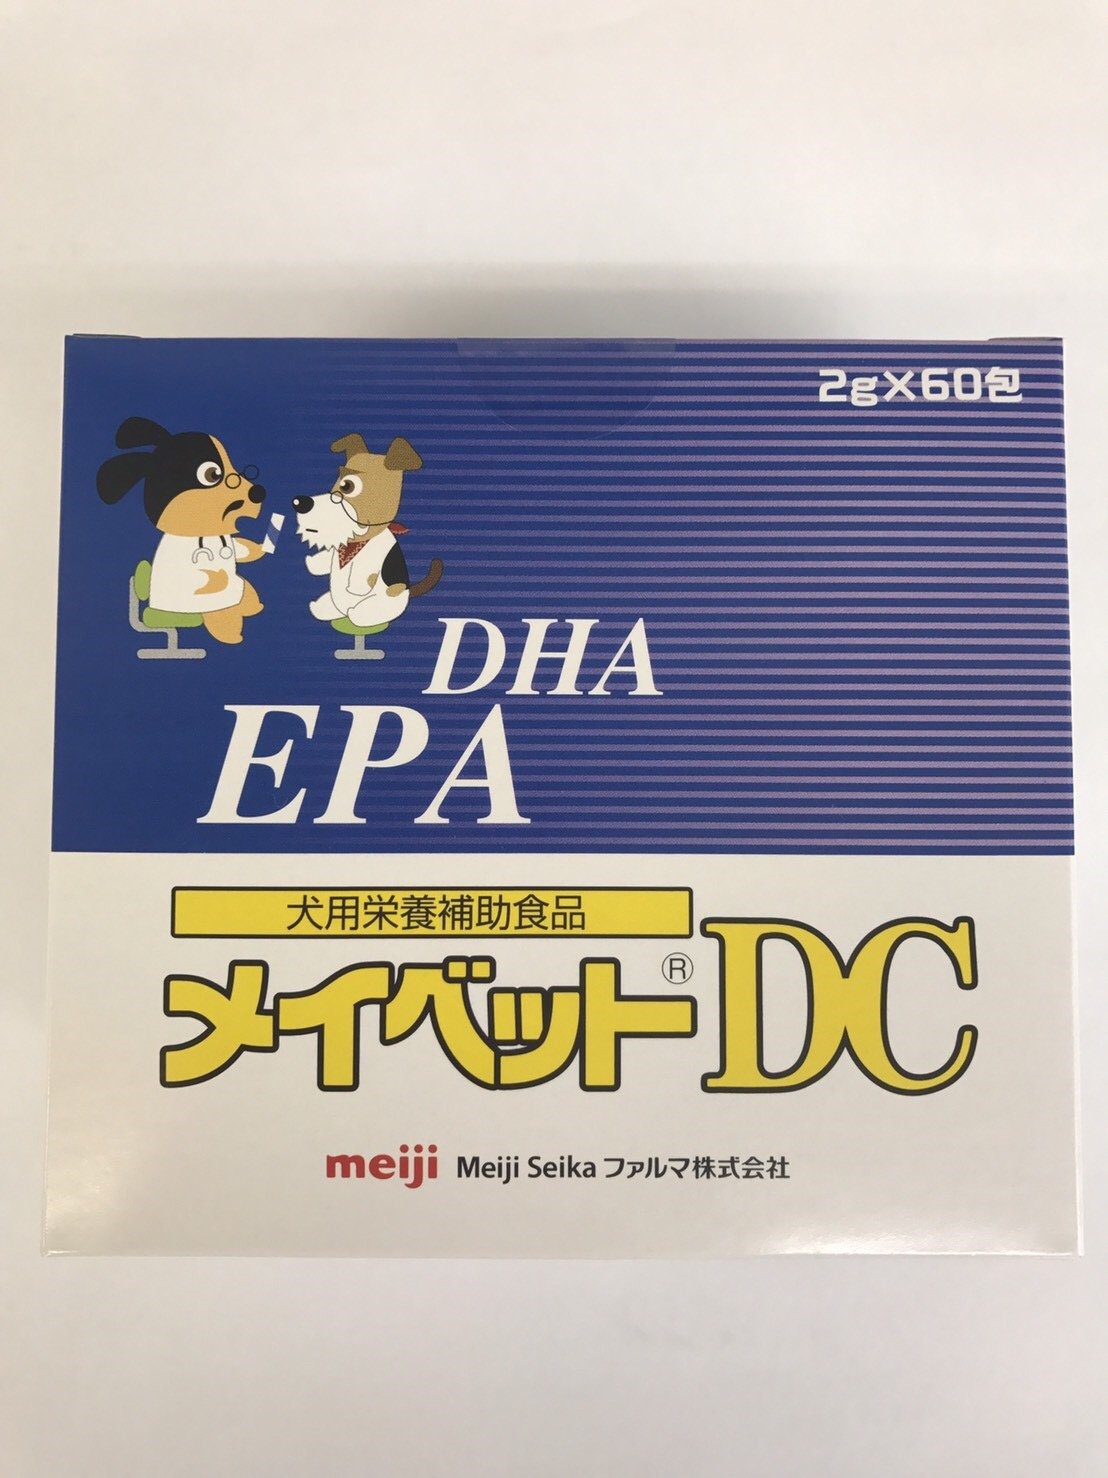 2g×60包
DHA
EPA
犬用栄養補助食品
メイベット®DC
meiji Meiji Seika ファルマ株式会社